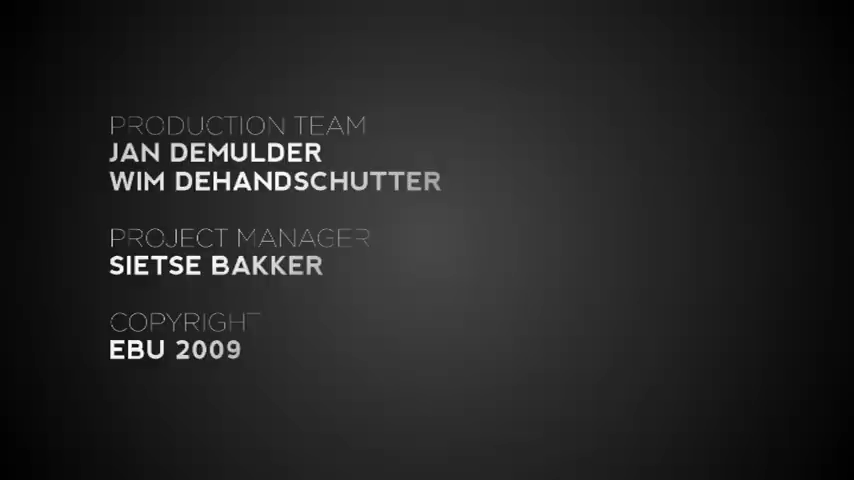 PRODUCTION TEAM
JAN DEMULDER
WIM DEHANDSCHUTTER
PROJECT MANAGER
SIETSE BAKKER
COPYRIGHT
EBU 2009